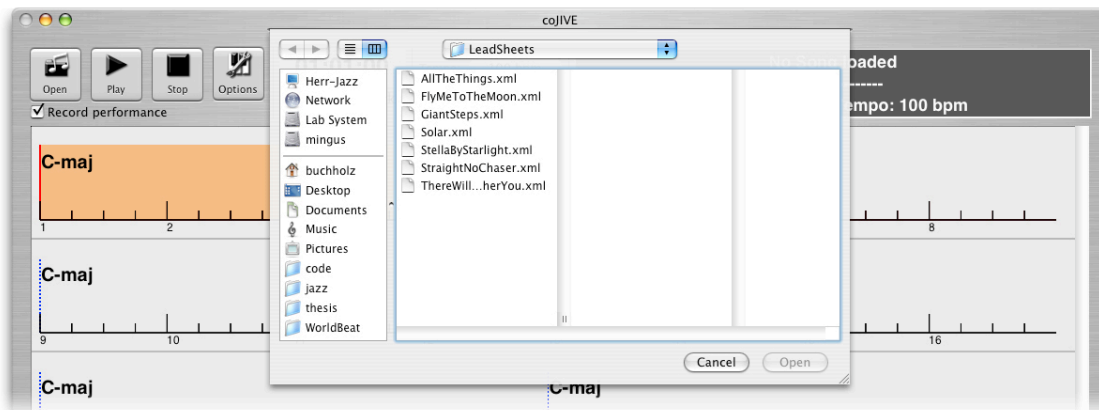 coJIVE
LeadSheets
Open
Play
Stop
Options
Record performance
loaded
------
empo: 100 bpm
Herr-Jazz
Network
Lab System
mingus
buchholz
Desktop
Documents
Music
Pictures
code
jazz
thesis
WorldBeat
AllTheThings.xml
FlyMeToTheMoon.xml
GiantSteps.xml
Solar.xml
StellaByStarlight.xml
StraightNoChaser.xml
ThereWill...herYou.xml
Cancel
Open
C-maj
1 2 8
C-maj
9 10 16
C-maj C-maj